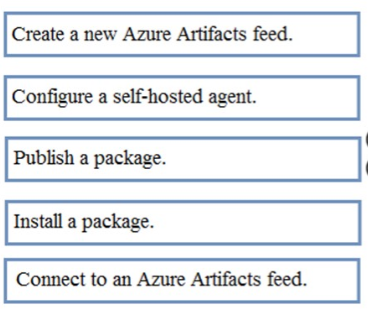 Create a new Azure Artifacts feed.
Configure a self-hosted agent.
Publish a package.
Install a package.
Connect to an Azure Artifacts feed.